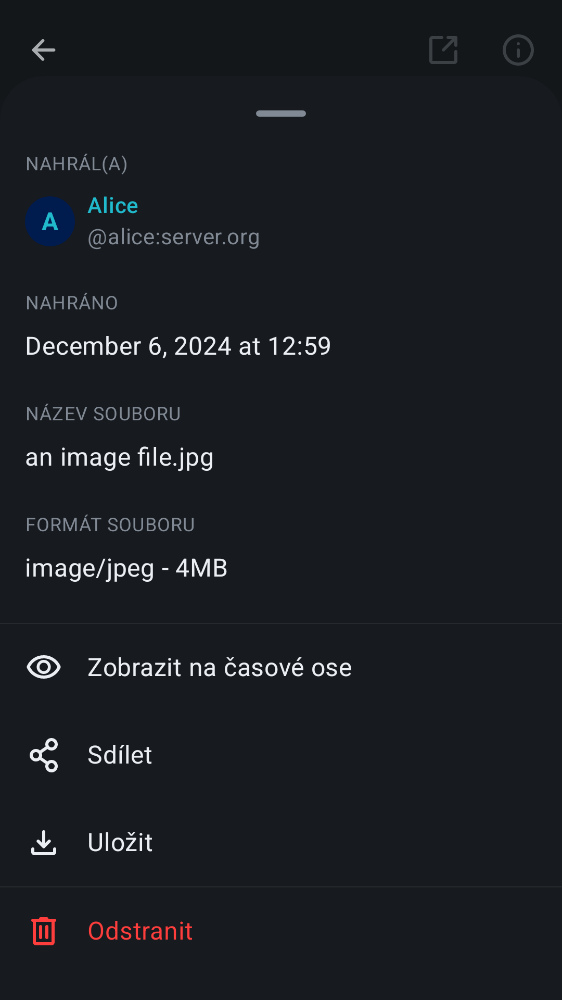 NAHRÁL(A)
A
Alice
@alice:server.org
NAHRÁNO
December 6, 2024 at 12:59
NÁZEV SOUBORU
an image file.jpg
FORMÁT SOUBORU
image/jpeg - 4MB
Zobrazit na časové ose
Sdílet
Uložit
Odstranit